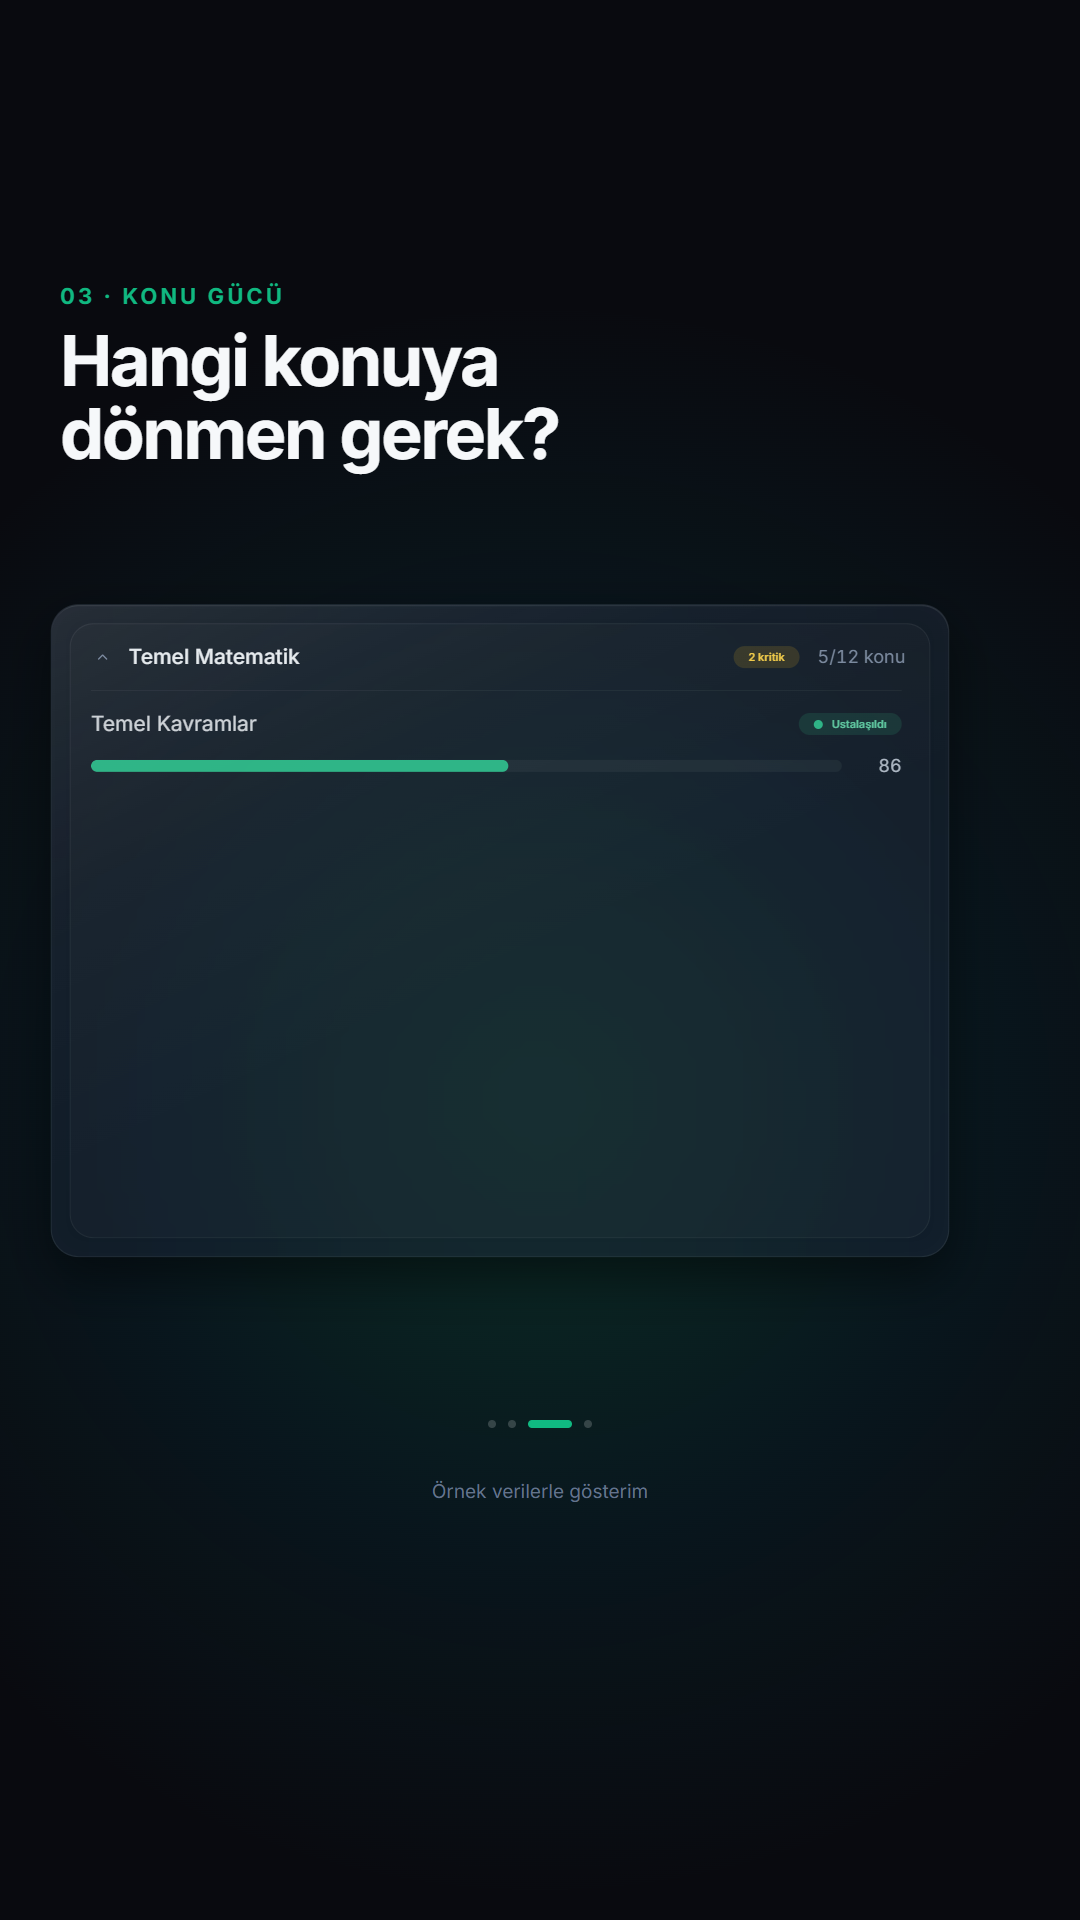 03 · KONU GÜCÜ
Hangi konuya
dönmen gerek?
Temel Matematik
2 kritik
5/12 konu
Temel Kavramlar
Ustalaşıldı
86
Örnek verilerle gösterim